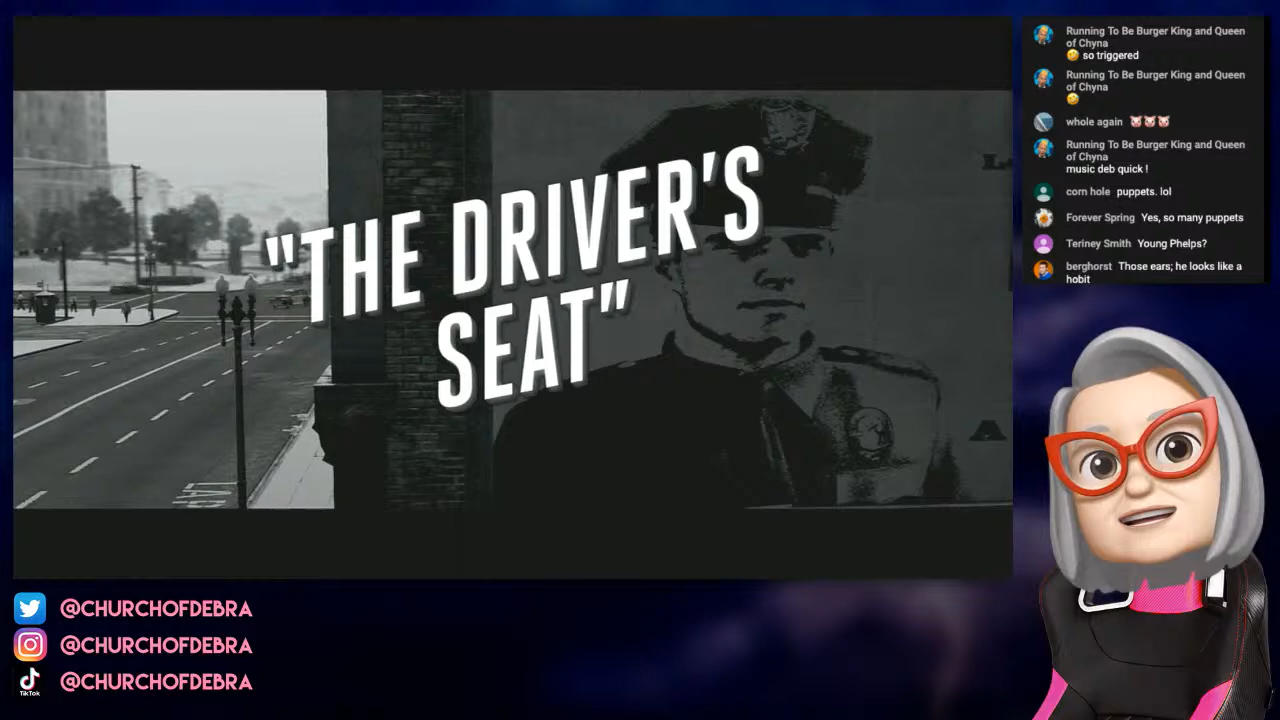 "THE DRIVER'S
SEAT"
Running To Be Burger King and Queen
of Chyna
🤣 so triggered
Running To Be Burger King and Queen
of Chyna
🤣
whole again 🐷🐷🐷
Running To Be Burger King and Queen
of Chyna
music deb quick !
corn hole puppets. lol
Forever Spring Yes, so many puppets
Teriney Smith Young Phelps?
berghorst Those ears; he looks like a
hobit
@CHURCHOFDEBRA
@CHURCHOFDEBRA
TikTok
@CHURCHOFDEBRA